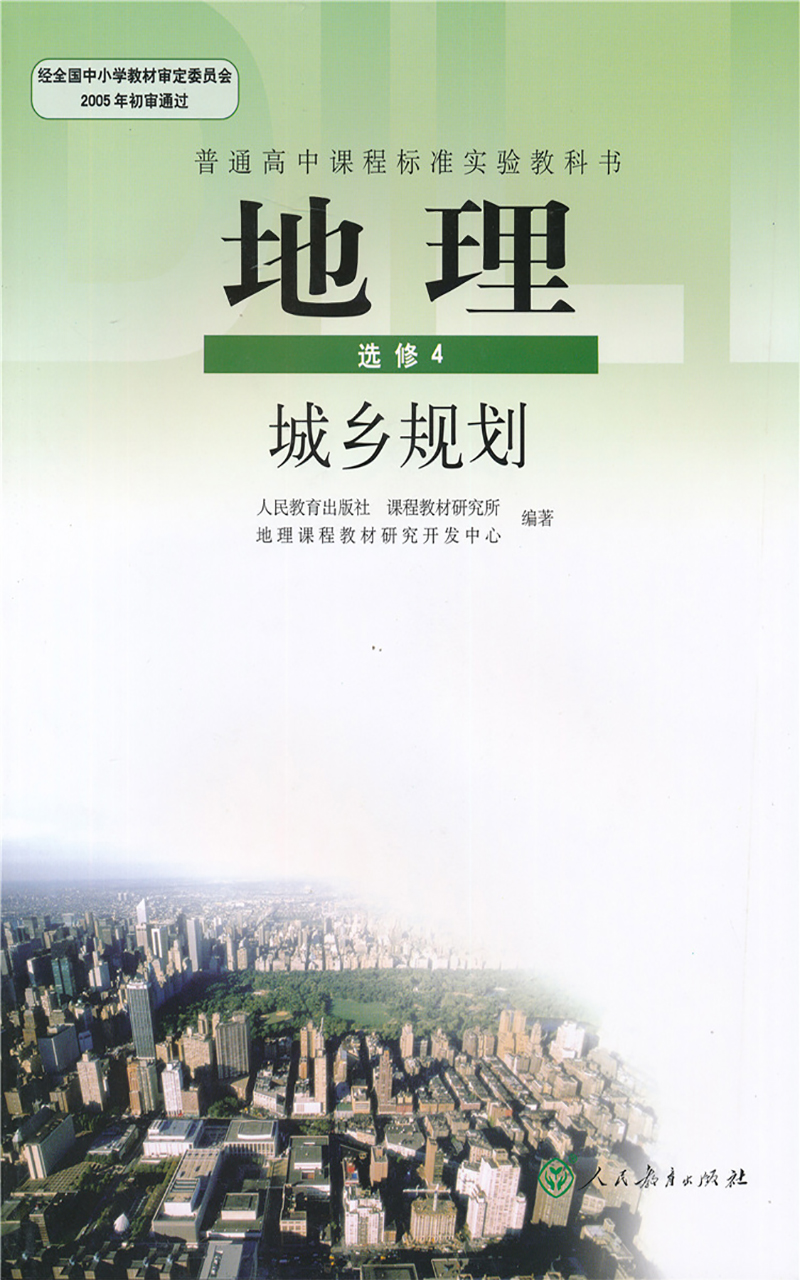 经全国中小学教材审定委员会
2005年初审通过
普通高中课程标准实验教科书
地理
选修4
城乡规划
人民教育出版社 课程教材研究所
地理课程教材研究开发中心
编著
人民教育出版社